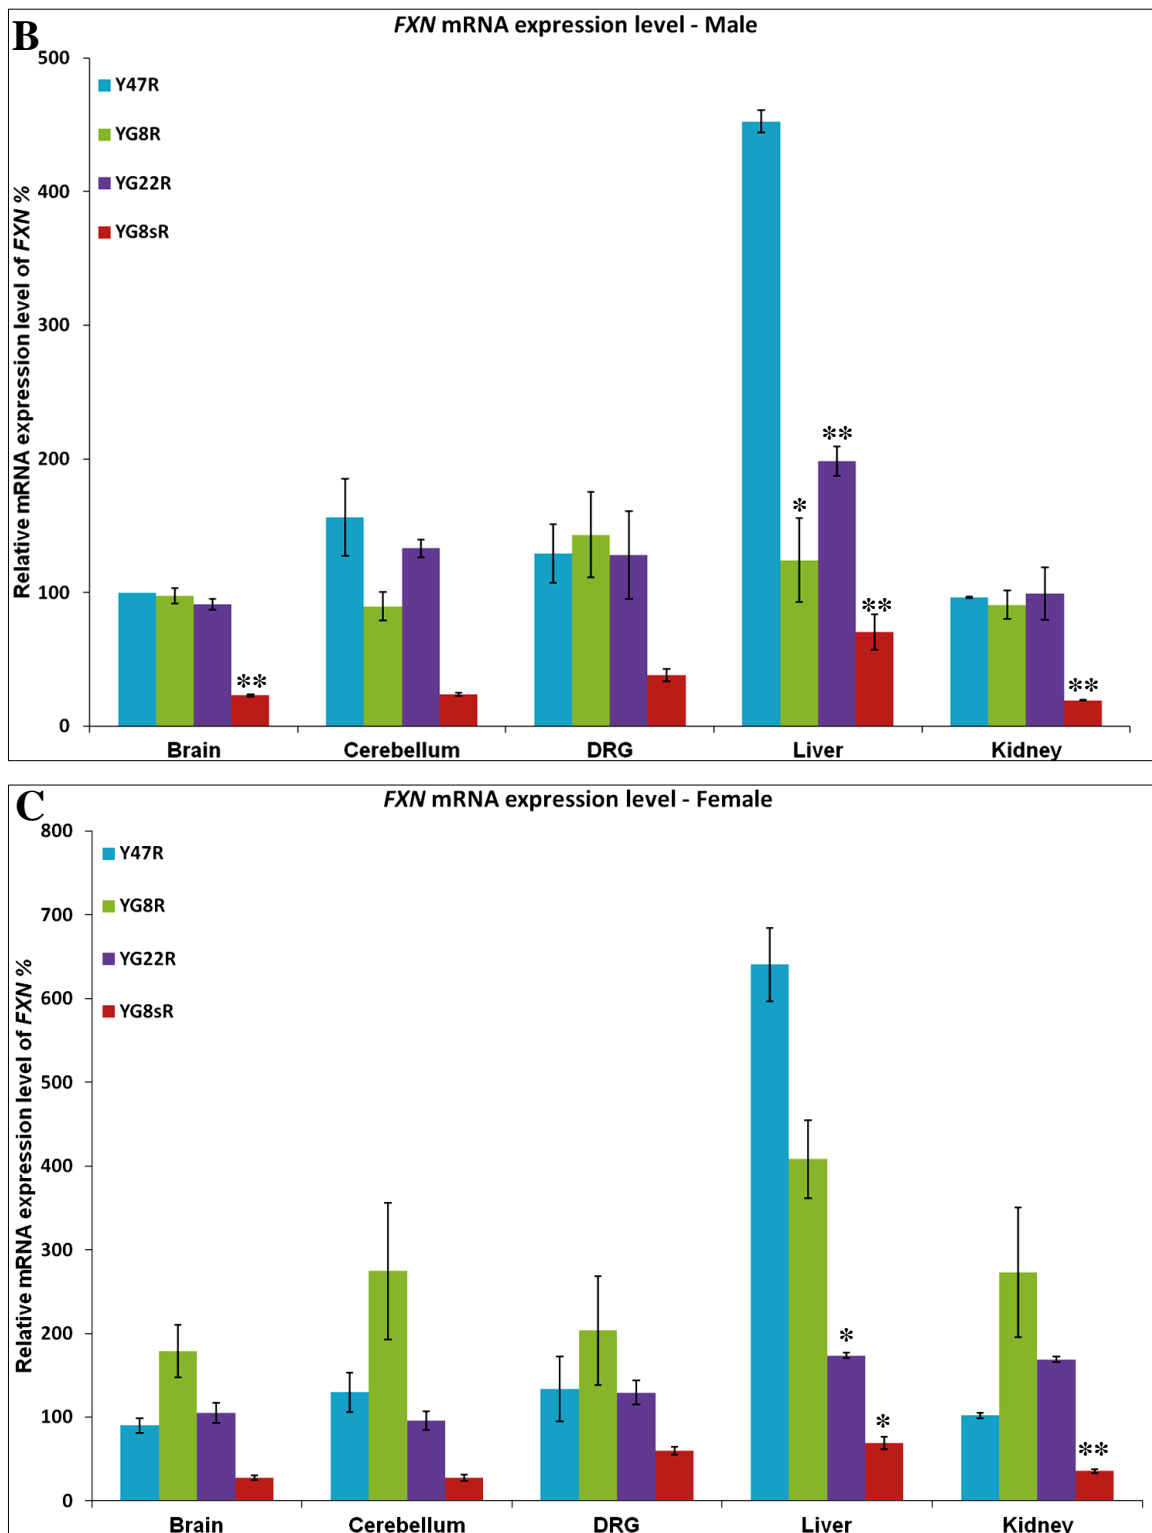 B
FXN mRNA expression level - Male
Relative mRNA expression level of FXN %
500
400
300
200
100
0
Y47R
YG8R
YG22R
YG8sR
**
*
**
**
**
Brain Cerebellum DRG Liver Kidney
C
FXN mRNA expression level - Female
Relative mRNA expression level of FXN %
800
700
600
500
400
300
200
100
0
Y47R
YG8R
YG22R
YG8sR
*
*
**
Brain Cerebellum DRG Liver Kidney